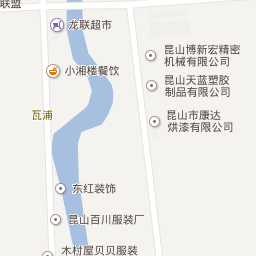 联盟
龙联超市
昆山博新宏精密
机械有限公司
小湘楼餐饮
昆山天蓝塑胶
制品有限公司
瓦浦
昆山市康达
烘漆有限公司
东红装饰
昆山百川服装厂
木村屋贝贝服装